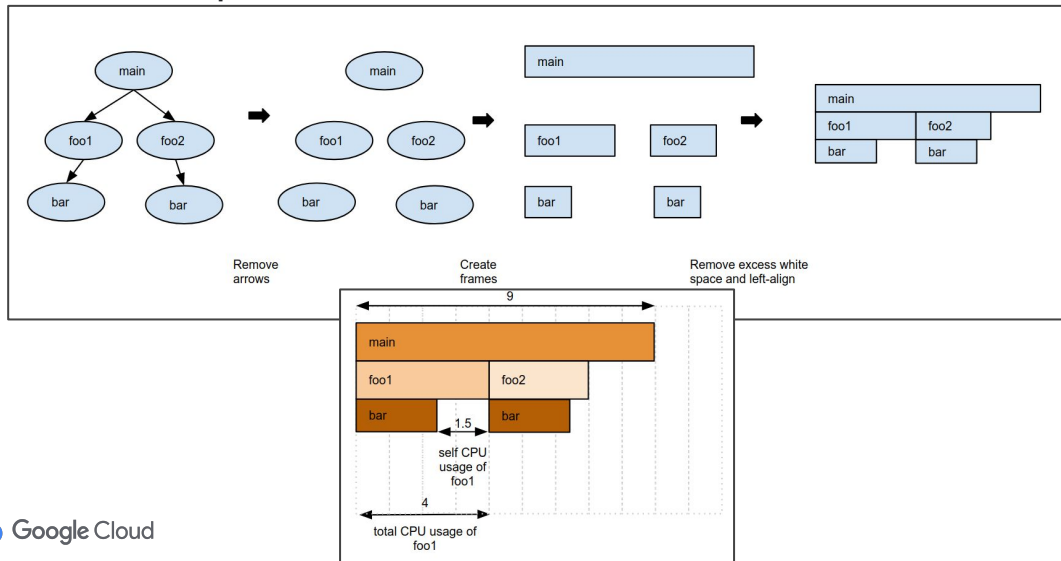 main
foo1
foo2
bar
bar
main
foo1
foo2
bar
bar
main
foo1
foo2
bar
bar
main
foo1
foo2
bar
bar
Remove
arrows
Create
frames
Remove excess white
space and left-align
9
main
foo1
foo2
bar
bar
1.5
self CPU
usage of
foo1
4
total CPU usage of
foo1
Google Cloud